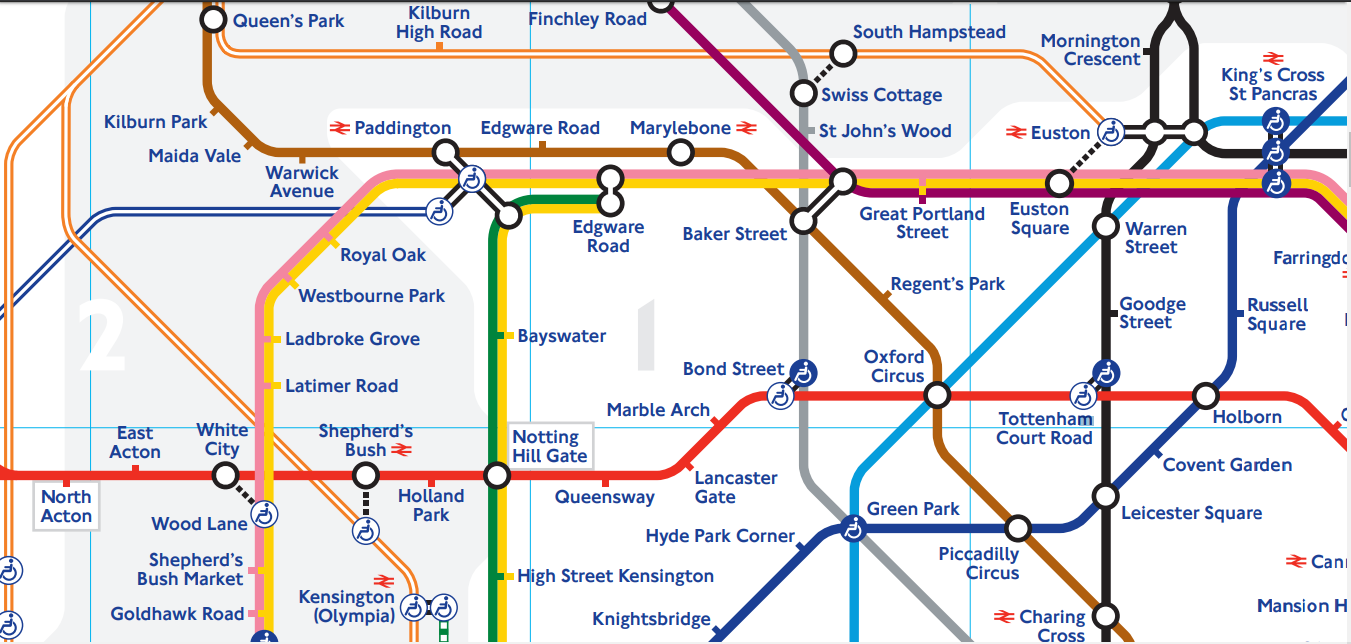 Queen's Park
Kilburn
High Road
Finchley Road
South Hampstead
Mornington
Crescent
King's Cross
St Pancras
Swiss Cottage
Kilburn Park
Paddington
Edgware Road
Marylebone
St John's Wood
Euston
Maida Vale
Warwick
Avenue
Edgware
Road
Baker Street
Great Portland
Street
Euston
Square
Warren
Street
Royal Oak
Farringdo
Westbourne Park
Regent's Park
2
1
Goodge
Street
Russell
Square
Ladbroke Grove
Bayswater
Bond Street
Oxford
Circus
Latimer Road
Marble Arch
Tottenham
Court Road
Holborn
East
Acton
White
City
Shepherd's
Bush
Notting
Hill Gate
Covent Garden
North
Acton
Holland
Park
Queensway
Lancaster
Gate
Wood Lane
Hyde Park Corner
Green Park
Leicester Square
Shepherd's
Bush Market
High Street Kensington
Piccadilly
Circus
Cann
Kensington
(Olympia)
Goldhawk Road
Knightsbridge
Charing
Cross
Mansion H